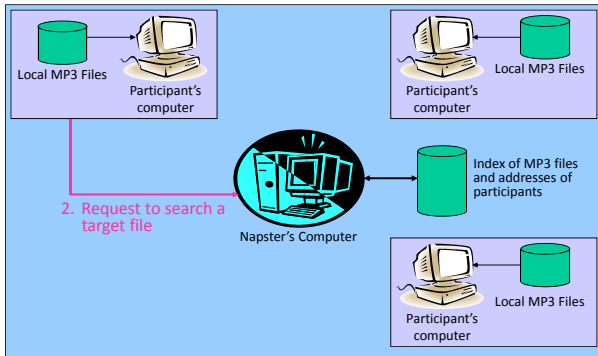 Local MP3 Files
Participant's
computer
Participant's
computer
Local MP3 Files
2. Request to search a
target file
Napster's Computer
Index of MP3 files
and addresses of
participants
Participant's
computer
Local MP3 Files